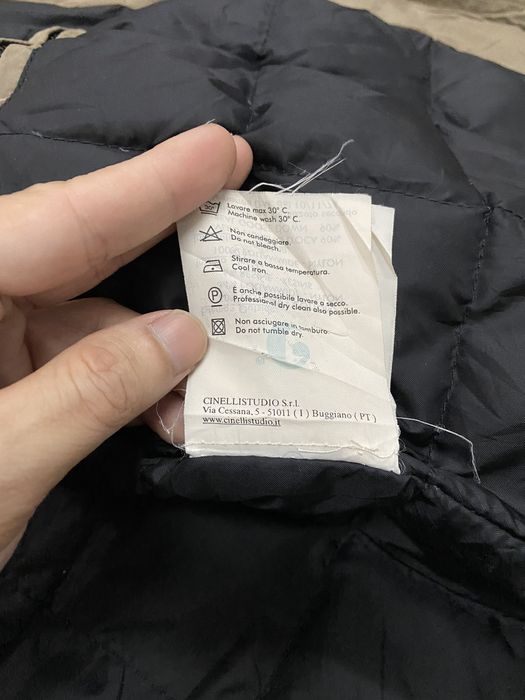 30°
Lavare max 30° C.
Machine wash 30° C.
Non candeggiare.
Do not bleach.
Stirare a bassa temperatura.
Cool iron.
P
È anche possibile lavare a secco.
Professional dry clean also possible.
Non asciugare in tamburo.
Do not tumble dry.
CINELLISTUDIO S.r.l.
Via Cessana, 5 - 51011 ( I ) Buggiano ( PT )
www.cinellistudio.it